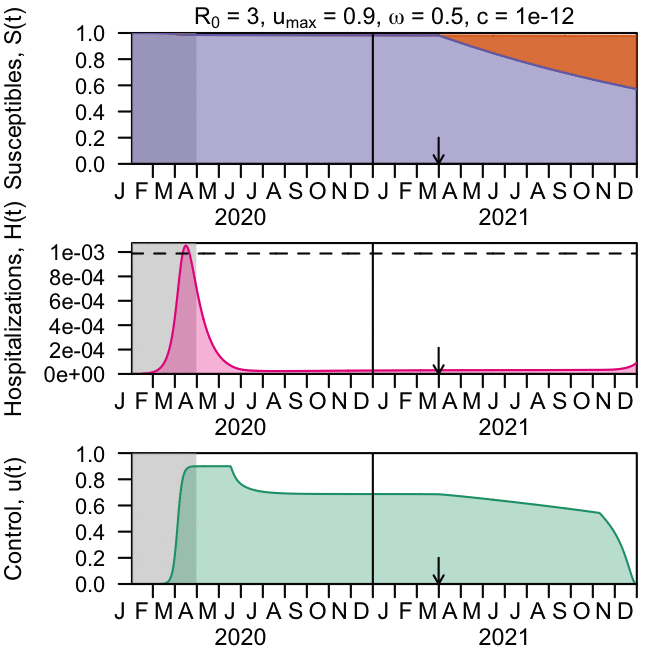 R₀ = 3, uₘₐₓ = 0.9, ω = 0.5, c = 1e-12
Susceptibles, S(t)
1.0
0.8
0.6
0.4
0.2
0.0
J F M A M J J A S O N D J F M A M J J A S O N D
2020 2021
Hospitalizations, H(t)
1e-03
8e-04
6e-04
4e-04
2e-04
0e+00
J F M A M J J A S O N D J F M A M J J A S O N D
2020 2021
Control, u(t)
1.0
0.8
0.6
0.4
0.2
0.0
J F M A M J J A S O N D J F M A M J J A S O N D
2020 2021